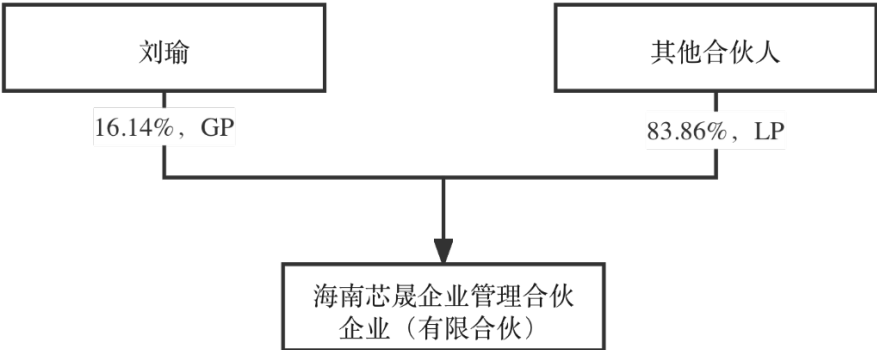 刘瑜
其他合伙人
16.14%，GP
83.86%，LP
海南芯晟企业管理合伙
企业（有限合伙）